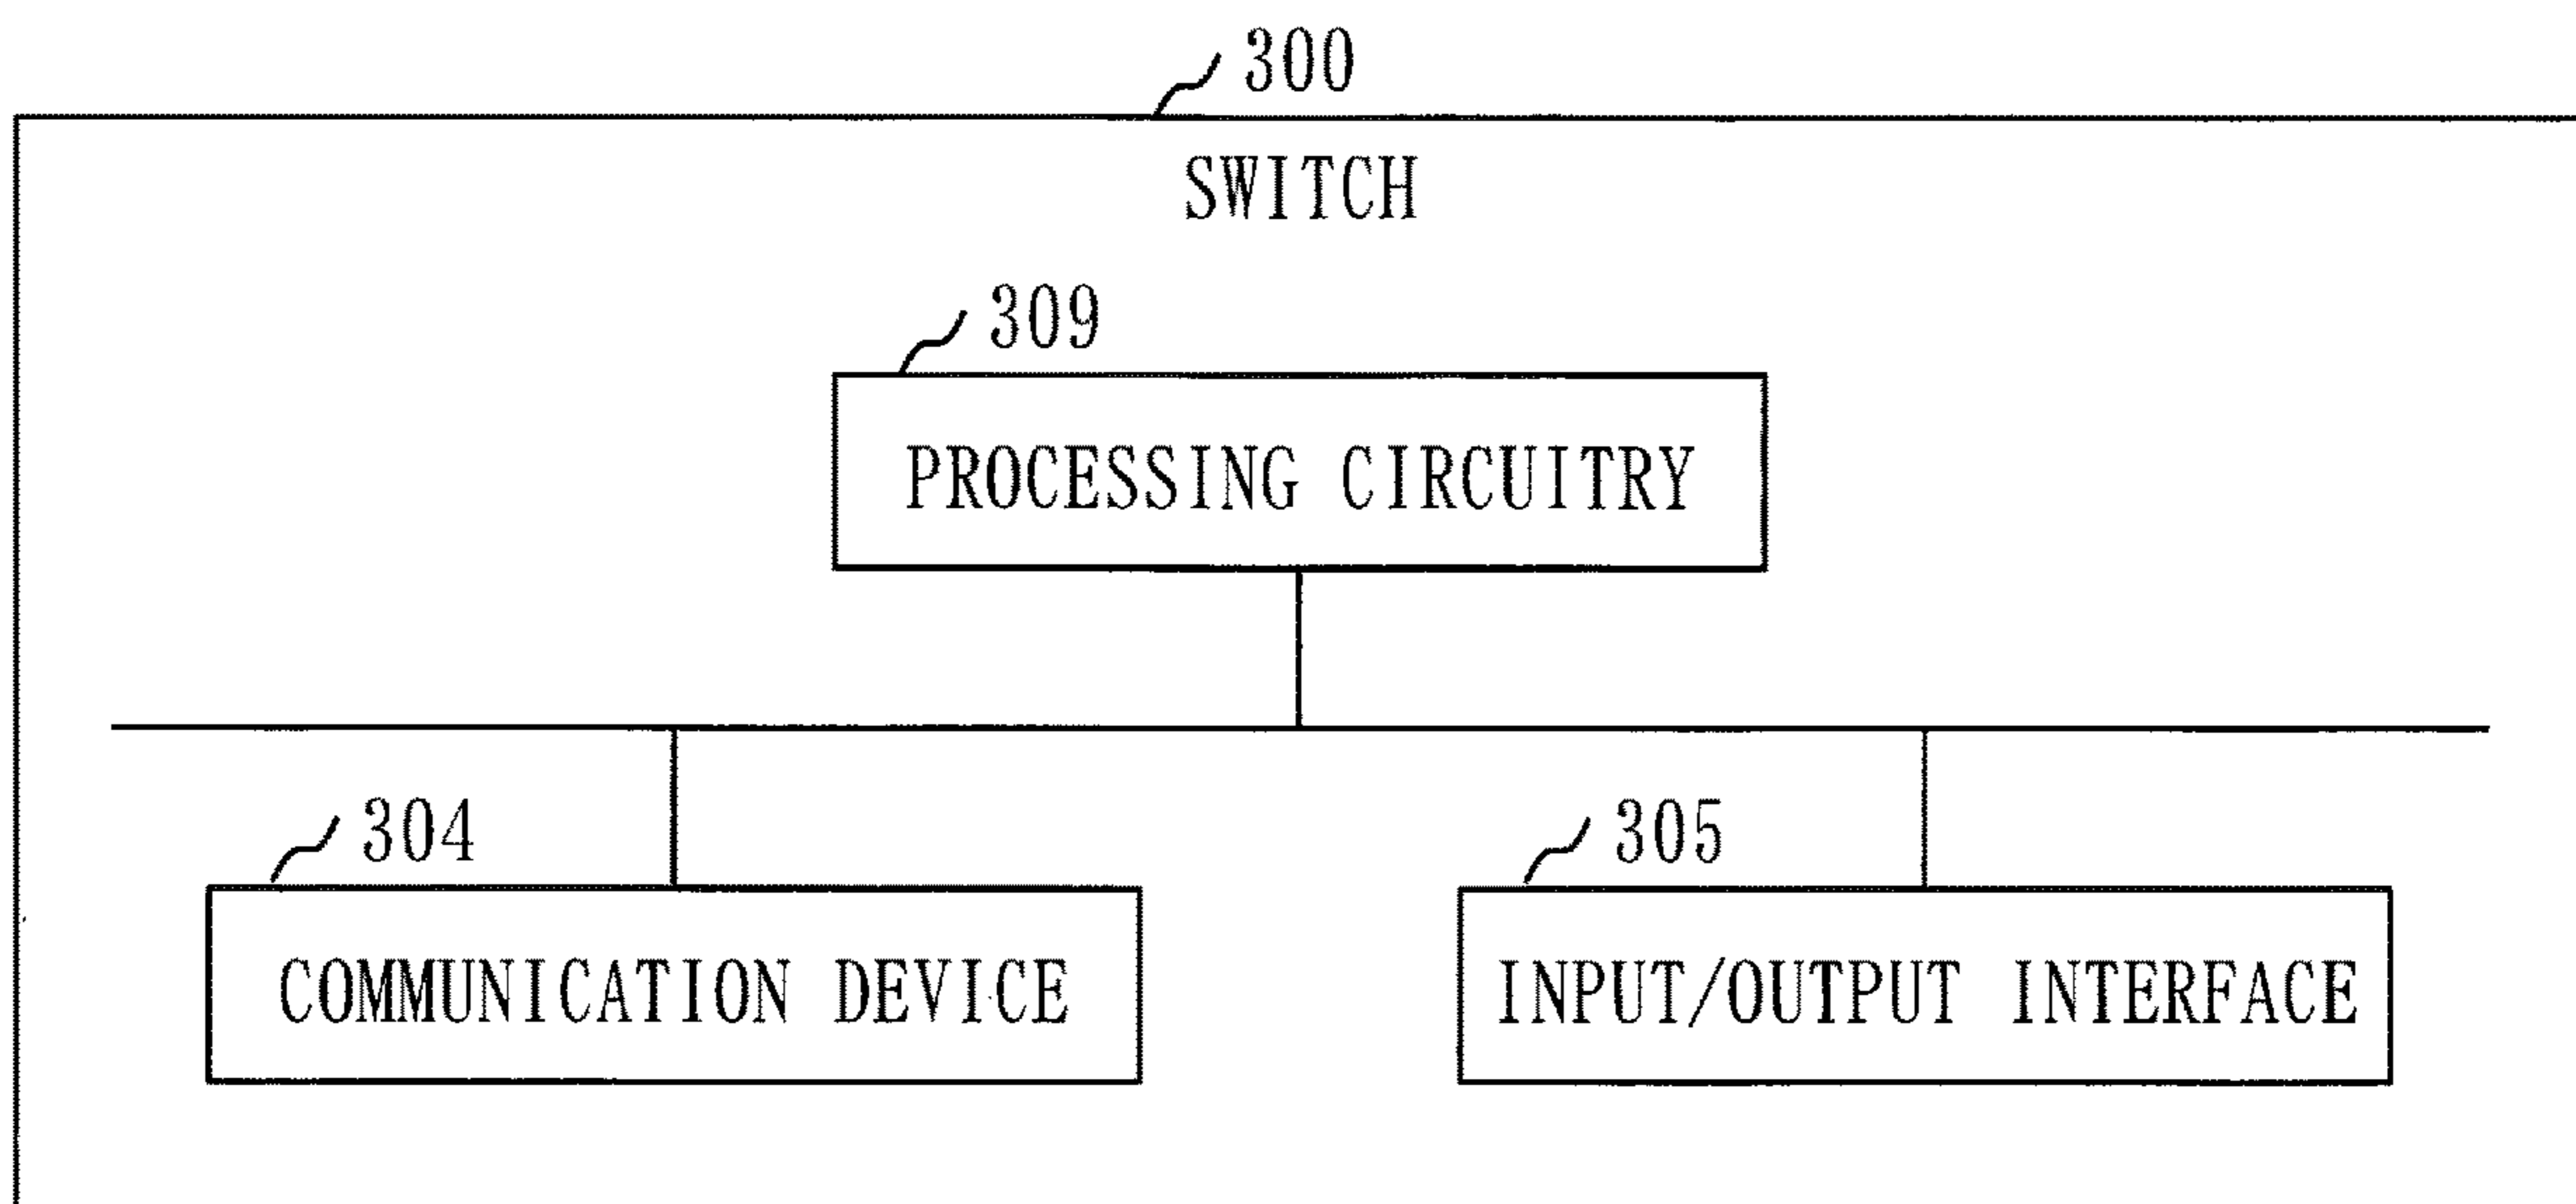 300
SWITCH
309
PROCESSING CIRCUITRY
304
305
COMMUNICATION DEVICE
INPUT/OUTPUT INTERFACE